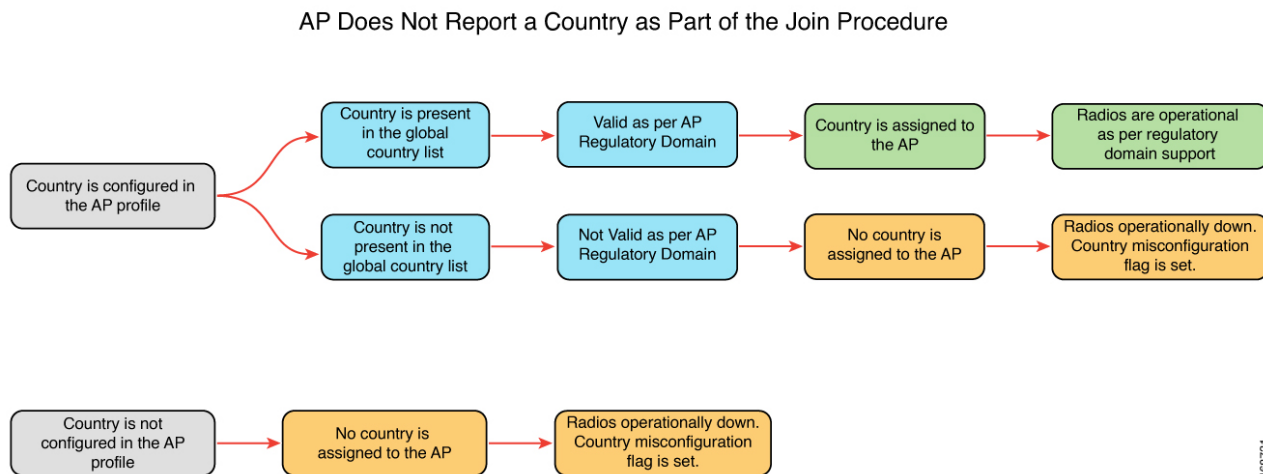 AP Does Not Report a Country as Part of the Join Procedure
Country is configured in
the AP profile
Country is present
in the global
country list
Valid as per AP
Regulatory Domain
Country is assigned to
the AP
Radios are operational
as per regulatory
domain support
Country is not
present in the
global country list
Not Valid as per AP
Regulatory Domain
No country is
assigned to the AP
Radios operationally down.
Country misconfiguration
flag is set.
Country is not
configured in the AP
profile
No country is
assigned to the AP
Radios operationally down.
Country misconfiguration
flag is set.